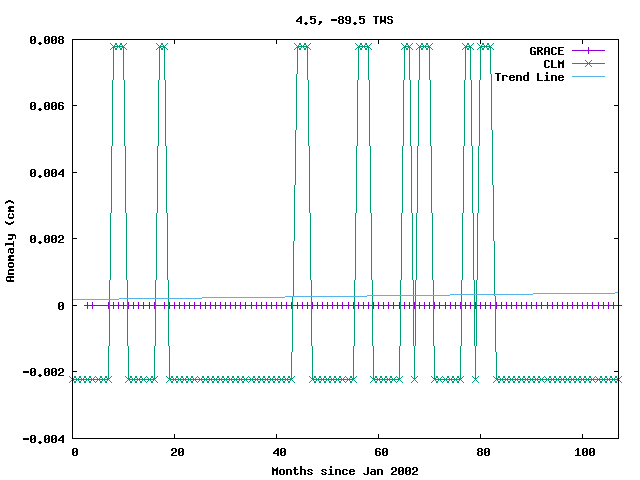 4.5, -89.5 TWS
GRACE
CLM
Trend Line
0.008
0.006
0.004
0.002
0
-0.002
-0.004
Anomaly (cm)
0 20 40 60 80 100
Months since Jan 2002